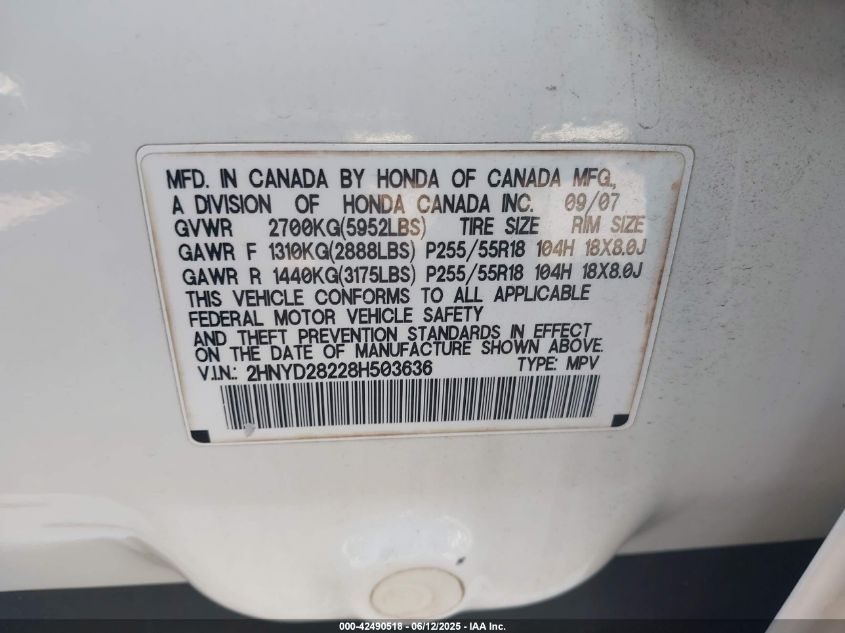 MFD. IN CANADA BY HONDA OF CANADA MFG.,
A DIVISION OF HONDA CANADA INC. 09/07
GVWR 2700KG(5952LBS) TIRE SIZE RIM SIZE
GAWR F 1310KG(2888LBS) P255/55R18 104H 18X8.0J
GAWR R 1440KG(3175LBS) P255/55R18 104H 18X8.0J
THIS VEHICLE CONFORMS TO ALL APPLICABLE
FEDERAL MOTOR VEHICLE SAFETY
AND THEFT PREVENTION STANDARDS IN EFFECT
ON THE DATE OF MANUFACTURE SHOWN ABOVE.
V.I.N.: 2HNYD28228H503636 TYPE: MPV
000-42490518 - 06/12/2025 - IAA Inc.